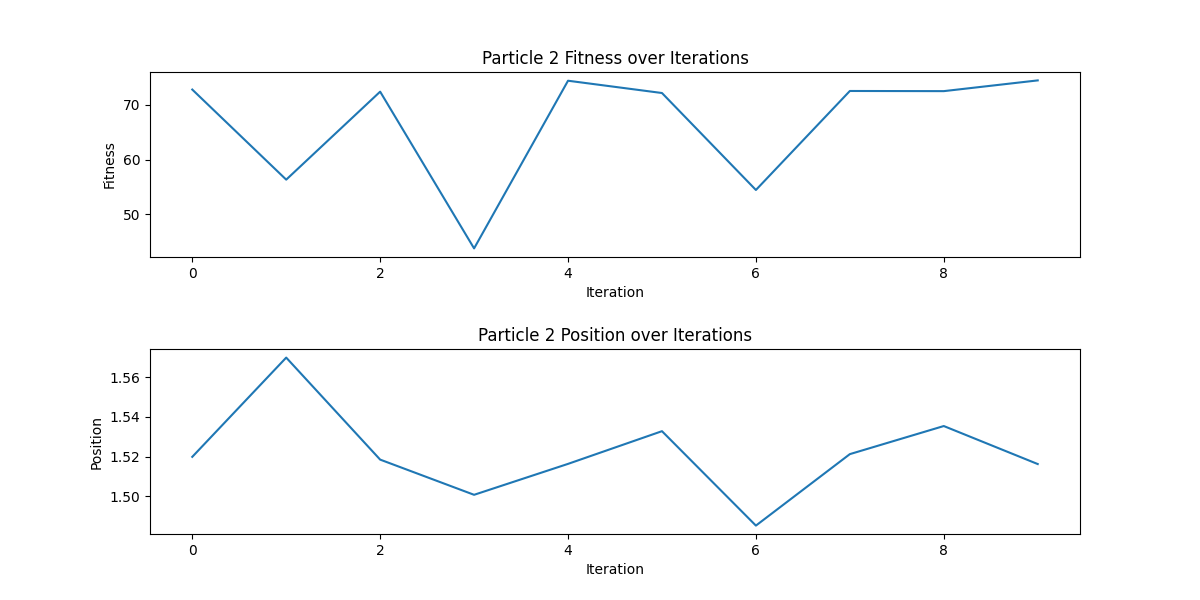 Particle 2 Fitness over Iterations
Fitness
70
60
50
0 2 4 6 8
Iteration
Particle 2 Position over Iterations
Position
1.56
1.54
1.52
1.50
0 2 4 6 8
Iteration